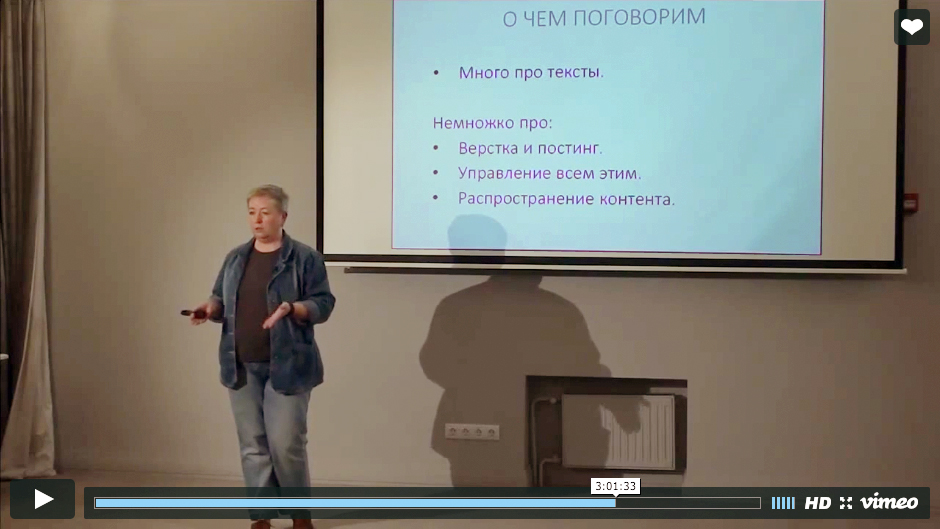 О ЧЕМ ПОГОВОРИМ
• Много про тексты.
Немножко про:
• Верстка и постинг.
• Управление всем этим.
• Распространение контента.
3:01:33
HD vimeo